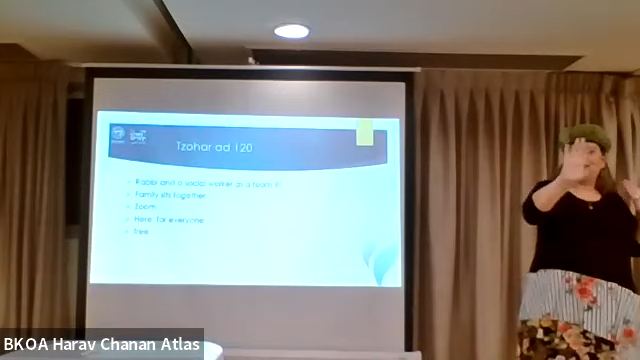 Tzohar ad 120
Rabbi and a social worker as a team
Family sits together
Zoom
Here for everyone
free
BKOA Harav Chanan Atlas